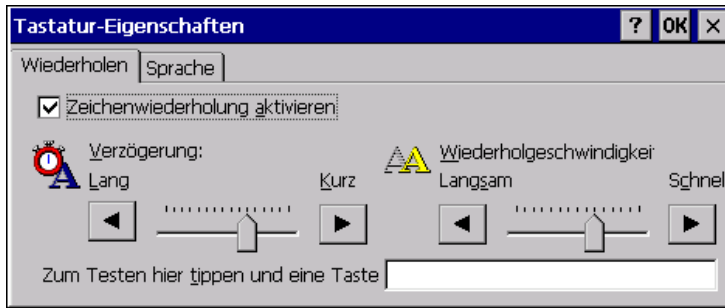 Tastatur-Eigenschaften ? OK ×
Wiederholen Sprache
Zeichenwiederholung aktivieren
Verzögerung: Wiederholgeschwindigkei
Lang Kurz Langsam Schnel
Zum Testen hier tippen und eine Taste